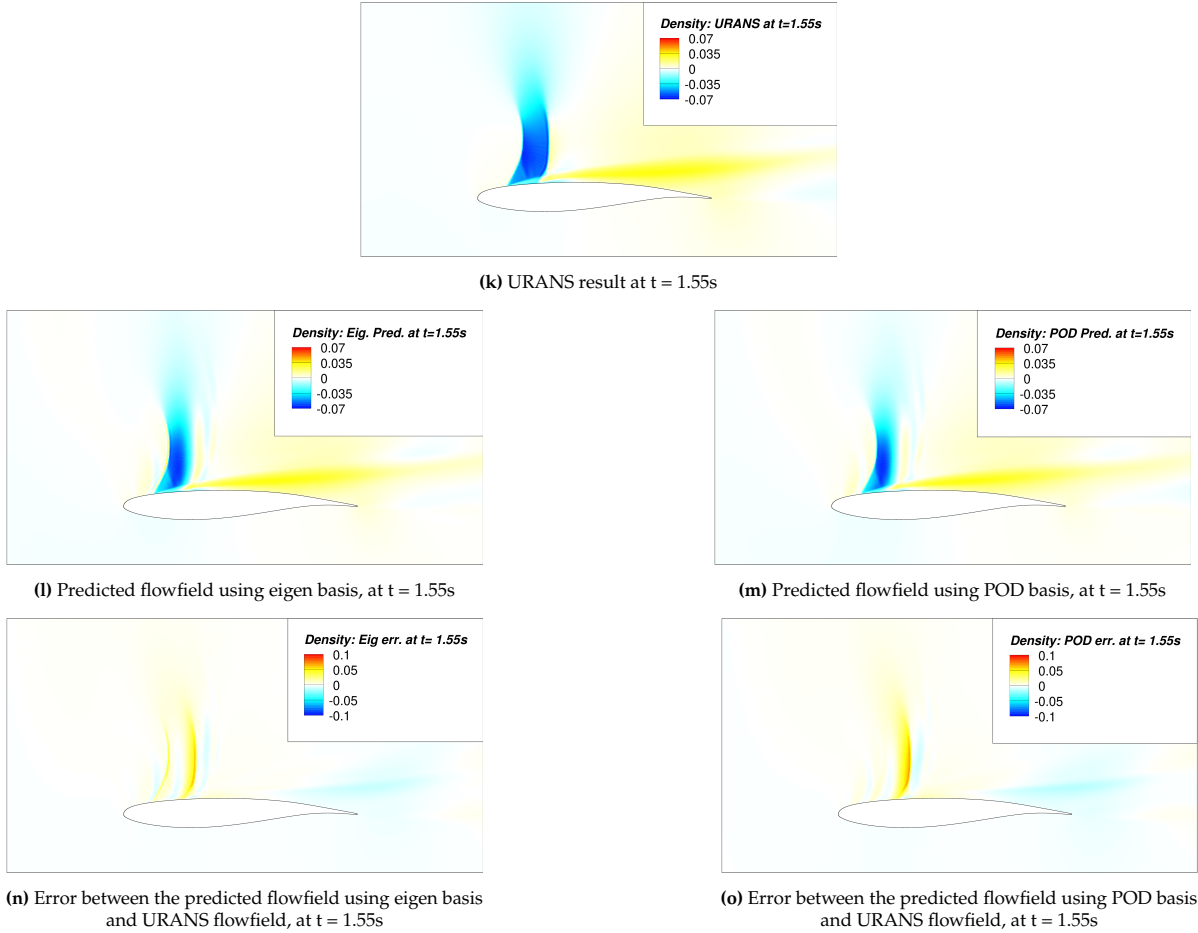 Density: URANS at t=1.55s
0.07
0.035
0
-0.035
-0.07
(k) URANS result at t = 1.55s
Density: Eig. Pred. at t=1.55s
0.07
0.035
0
-0.035
-0.07
(l) Predicted flowfield using eigen basis, at t = 1.55s
Density: POD Pred. at t=1.55s
0.07
0.035
0
-0.035
-0.07
(m) Predicted flowfield using POD basis, at t = 1.55s
Density: Eig err. at t= 1.55s
0.1
0.05
0
-0.05
-0.1
(n) Error between the predicted flowfield using eigen basis
and URANS flowfield, at t = 1.55s
Density: POD err. at t= 1.55s
0.1
0.05
0
-0.05
-0.1
(o) Error between the predicted flowfield using POD basis
and URANS flowfield, at t = 1.55s